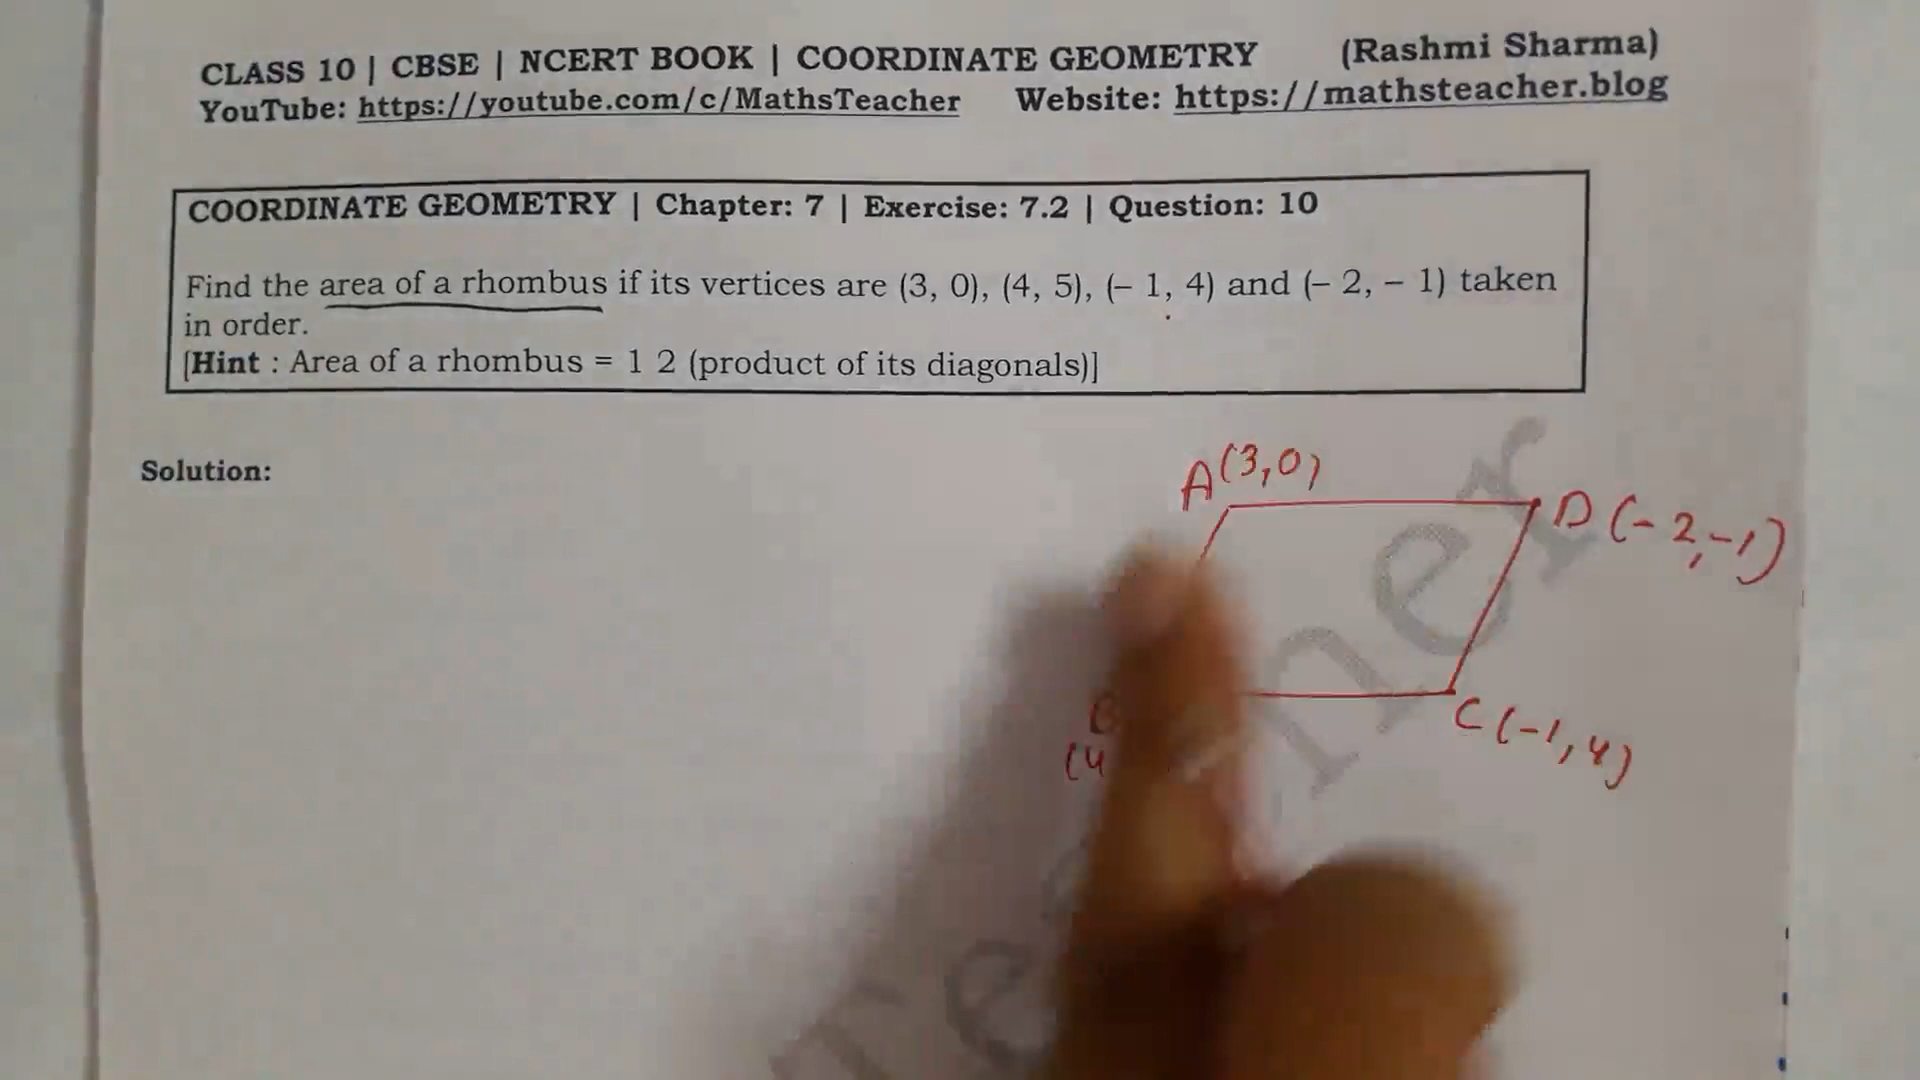 CLASS 10 | CBSE | NCERT BOOK | COORDINATE GEOMETRY (Rashmi Sharma)
YouTube: https://youtube.com/c/MathsTeacher Website: https://mathsteacher.blog
COORDINATE GEOMETRY | Chapter: 7 | Exercise: 7.2 | Question: 10
Find the area of a rhombus if its vertices are (3, 0), (4, 5), (– 1, 4) and (– 2, – 1) taken
in order.
[Hint : Area of a rhombus = 1 2 (product of its diagonals)]
Solution:
A(3,0)
D(-2,-1)
B
C(-1,4)
(4